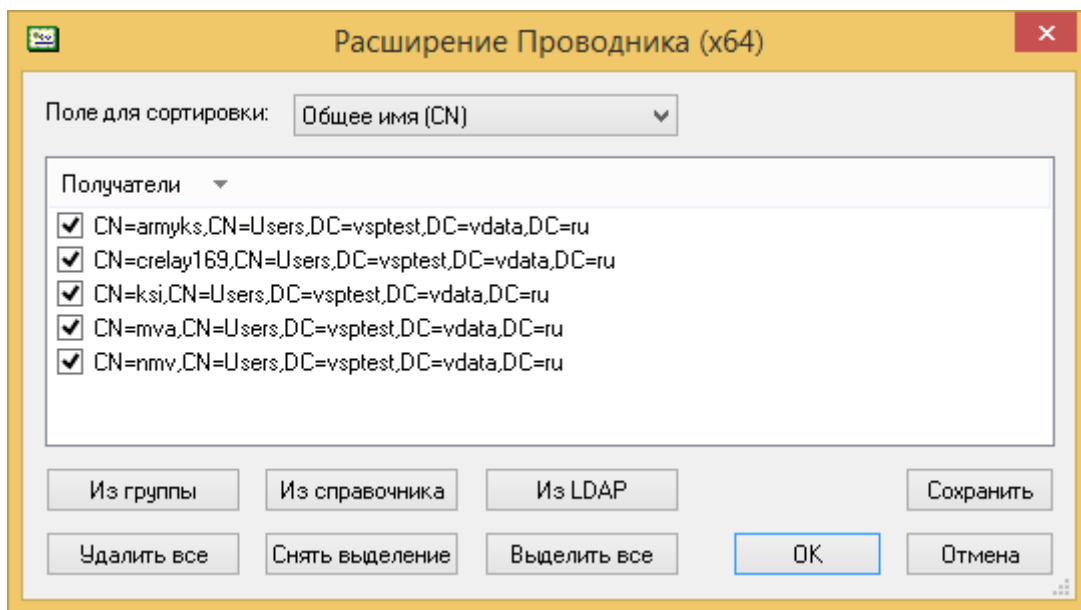 Расширение Проводника (x64)
Поле для сортировки: Общее имя (CN)
Получатели
CN=armyks,CN=Users,DC=vsptest,DC=vdata,DC=ru
CN=crelay169,CN=Users,DC=vsptest,DC=vdata,DC=ru
CN=ksi,CN=Users,DC=vsptest,DC=vdata,DC=ru
CN=mva,CN=Users,DC=vsptest,DC=vdata,DC=ru
CN=nmv,CN=Users,DC=vsptest,DC=vdata,DC=ru
Из группы Из справочника Из LDAP Сохранить
Удалить все Снять выделение Выделить все OK Отмена